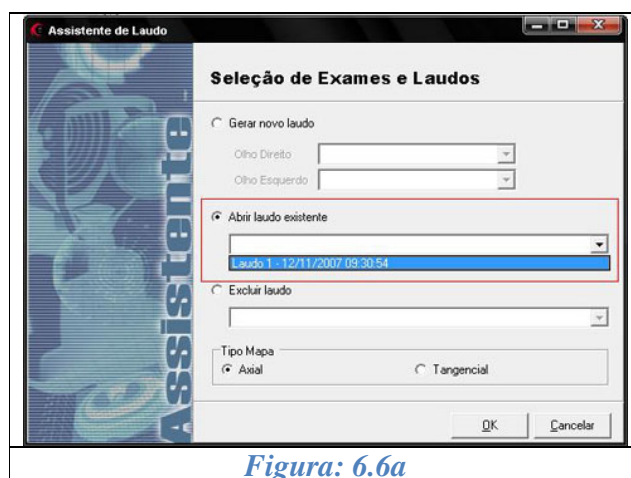 Assistente de Laudo
Assistente
Seleção de Exames e Laudos
Gerar novo laudo
Olho Direito
Olho Esquerdo
Abrir laudo existente
Laudo 1 - 12/11/2007 09:30:54
Excluir laudo
Tipo Mapa
Axial
Tangencial
OK
Cancelar
Figura: 6.6a